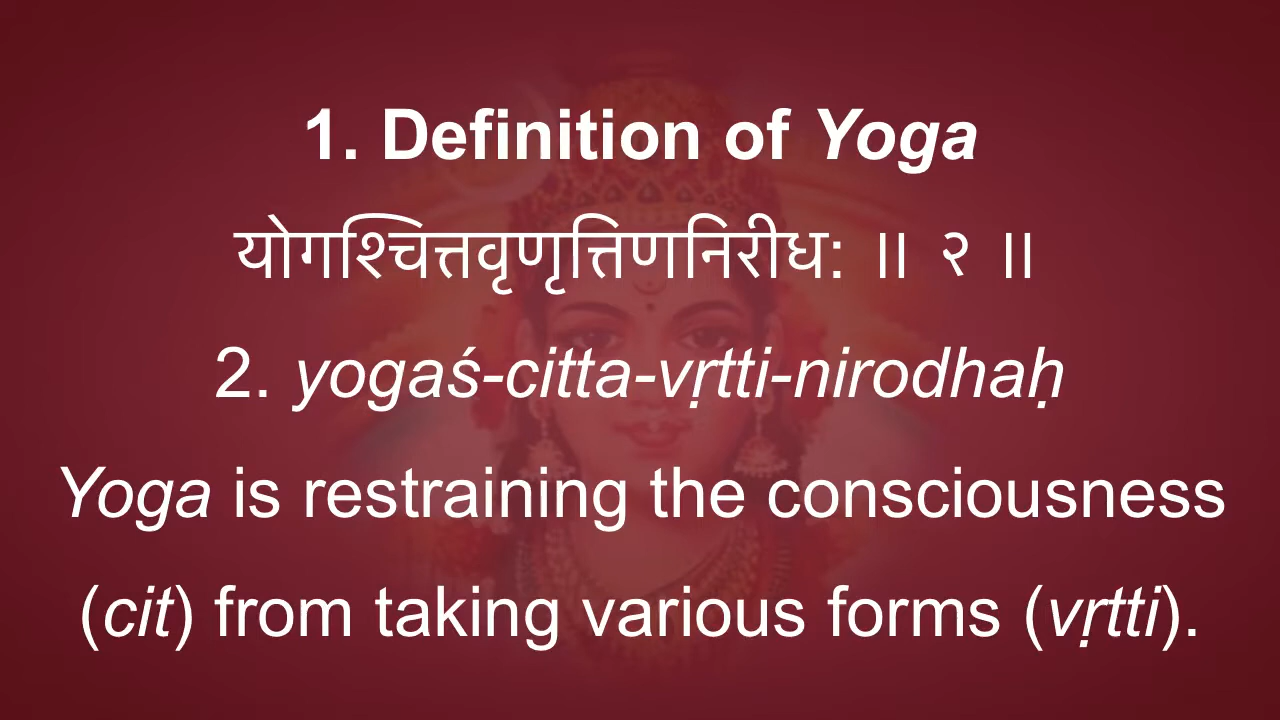 1. Definition of Yoga
योगश्चित्तवृणृत्तिणनिरीध: ॥ २ ॥
2. yogaś-citta-vṛtti-nirodhaḥ
Yoga is restraining the consciousness
(cit) from taking various forms (vṛtti).